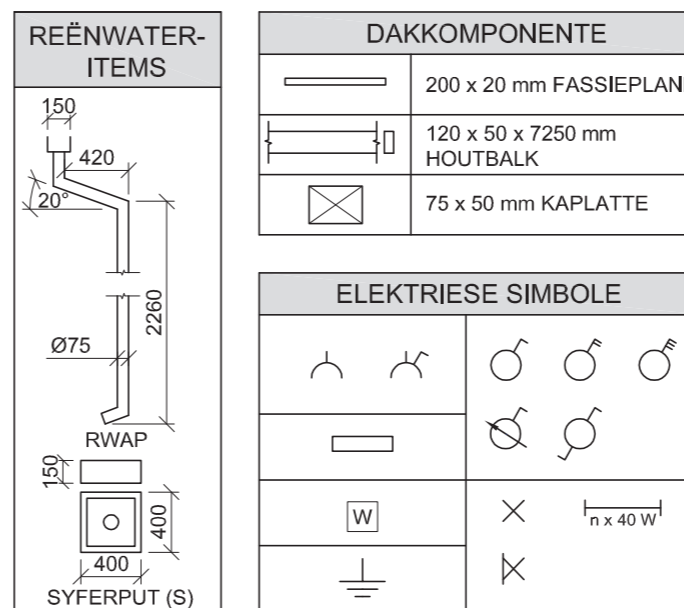 REËNWATER-
ITEMS
150
420
20°
2260
Ø75
RWAP
150
400
400
SYFERPUT (S)
DAKKOMPONENTE
200 x 20 mm
120 x 50 x 7250 mm
HOUTBALK
75 x 50 mm KAPLATTE
ELEKTRIESE SIMBOLE
W
n x 40 W